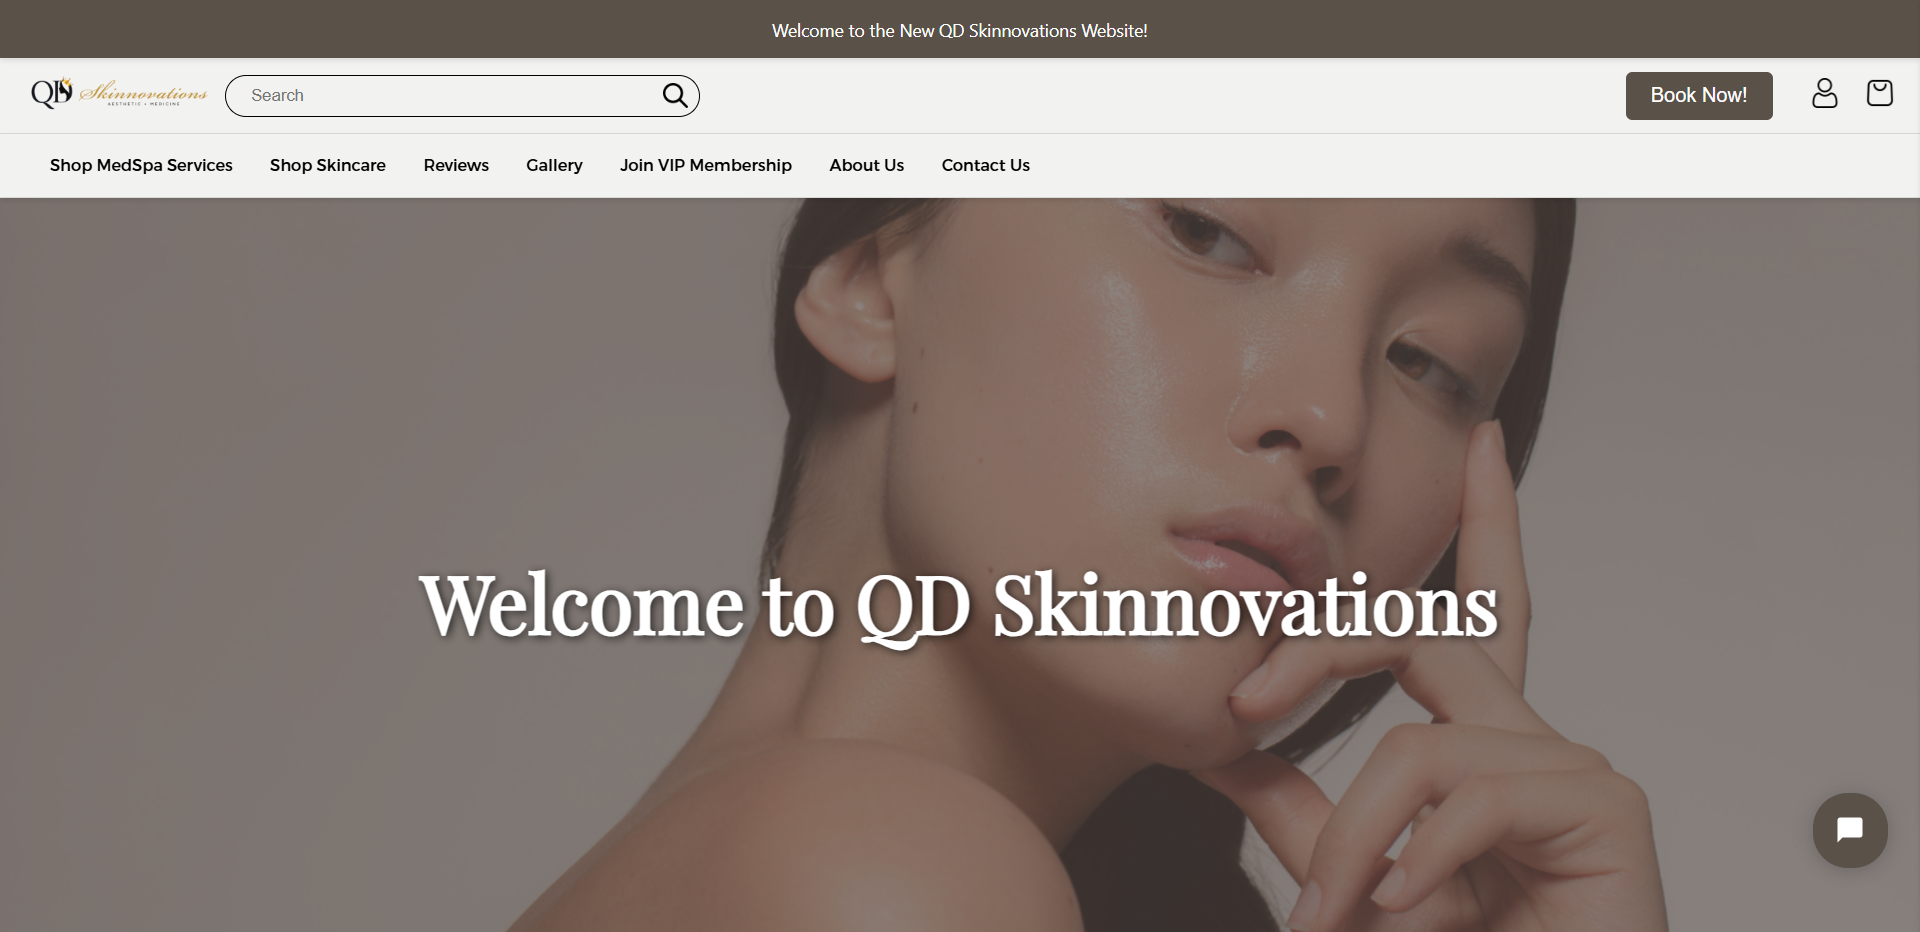 Welcome to the New QD Skinnovations Website!
QD Skinnovations
AESTHETIC + MEDICINE
Search
Book Now!
Shop MedSpa Services
Shop Skincare
Reviews
Gallery
Join VIP Membership
About Us
Contact Us
Welcome to QD Skinnovations